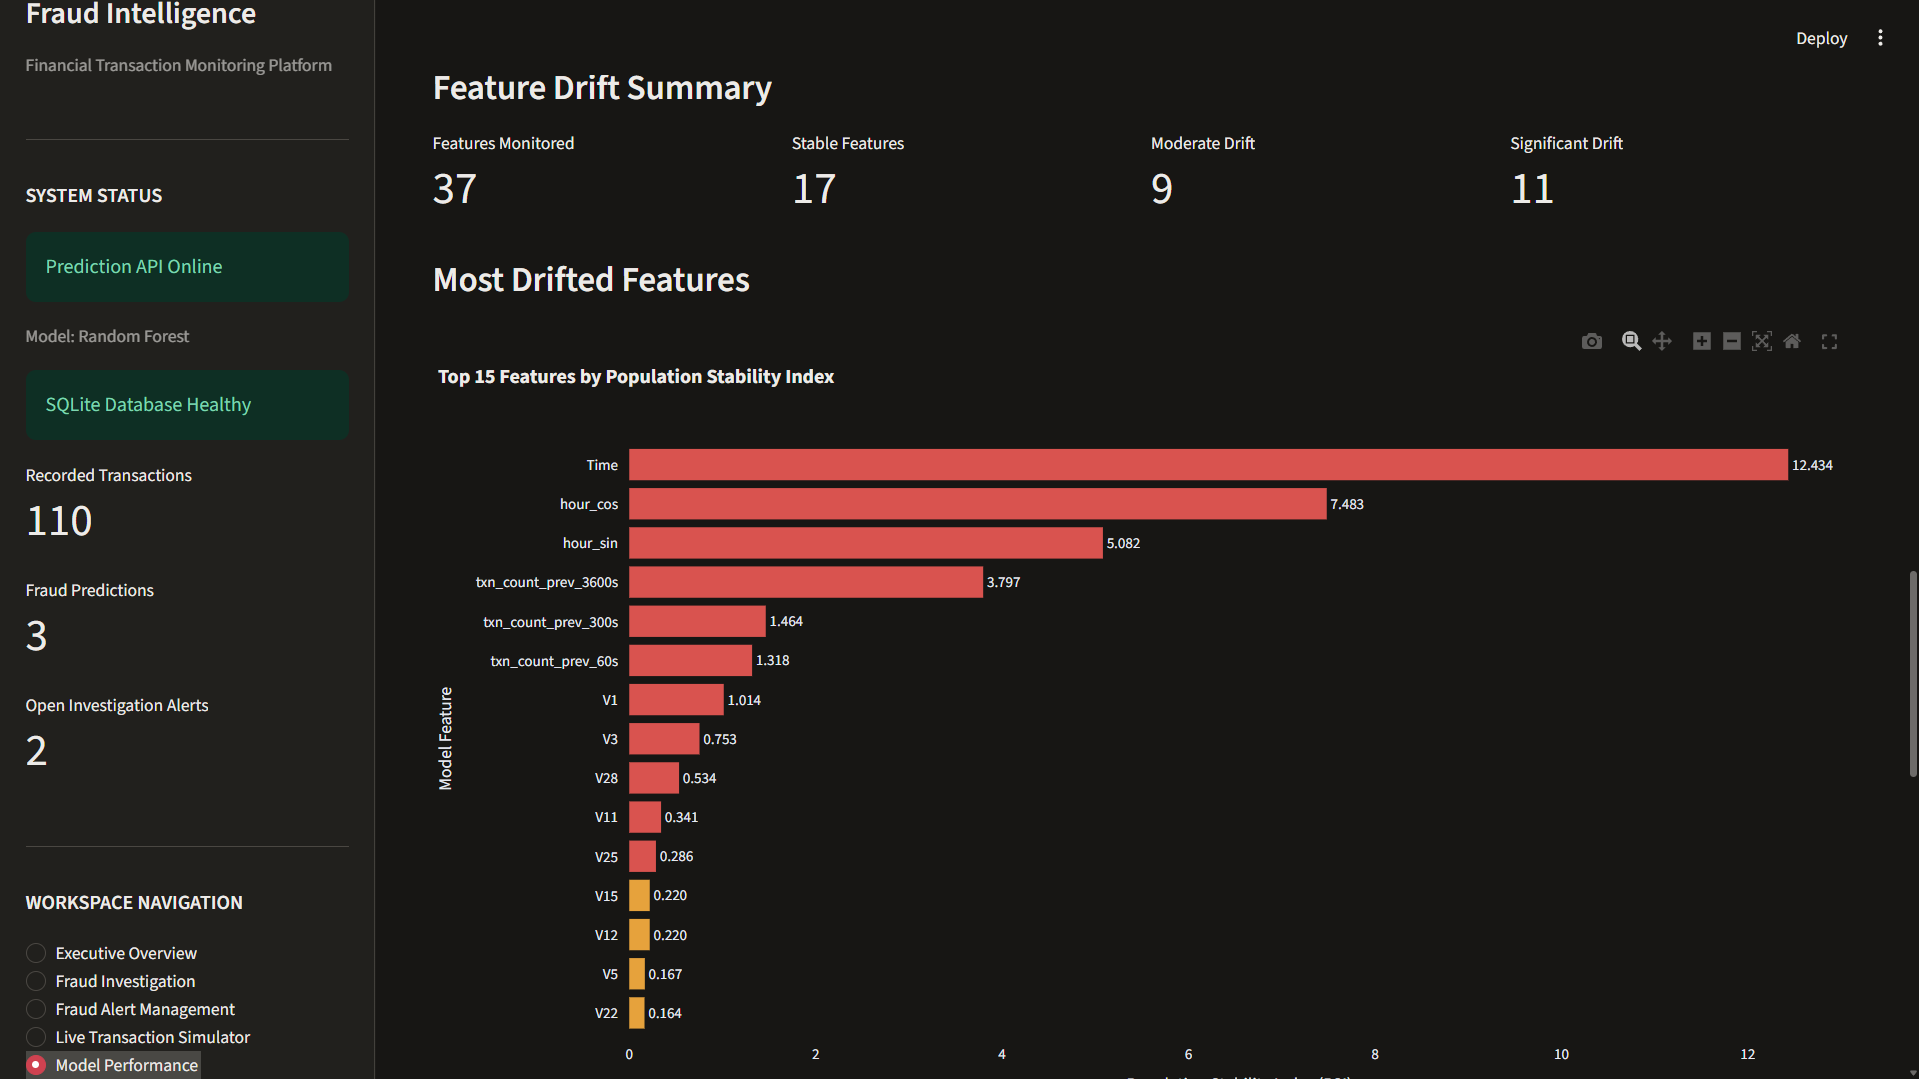 Fraud Intelligence
Financial Transaction Monitoring Platform
SYSTEM STATUS
Prediction API Online
Model: Random Forest
SQLite Database Healthy
Recorded Transactions
110
Fraud Predictions
3
Open Investigation Alerts
2
WORKSPACE NAVIGATION
Executive Overview
Fraud Investigation
Fraud Alert Management
Live Transaction Simulator
Model Performance
Deploy
Feature Drift Summary
Features Monitored
37
Stable Features
17
Moderate Drift
9
Significant Drift
11
Most Drifted Features
Top 15 Features by Population Stability Index
Model Feature
Time 12.434
hour_cos 7.483
hour_sin 5.082
txn_count_prev_3600s 3.797
txn_count_prev_300s 1.464
txn_count_prev_60s 1.318
V1 1.014
V3 0.753
V28 0.534
V11 0.341
V25 0.286
V15 0.220
V12 0.220
V5 0.167
V22 0.164
0 2 4 6 8 10 12